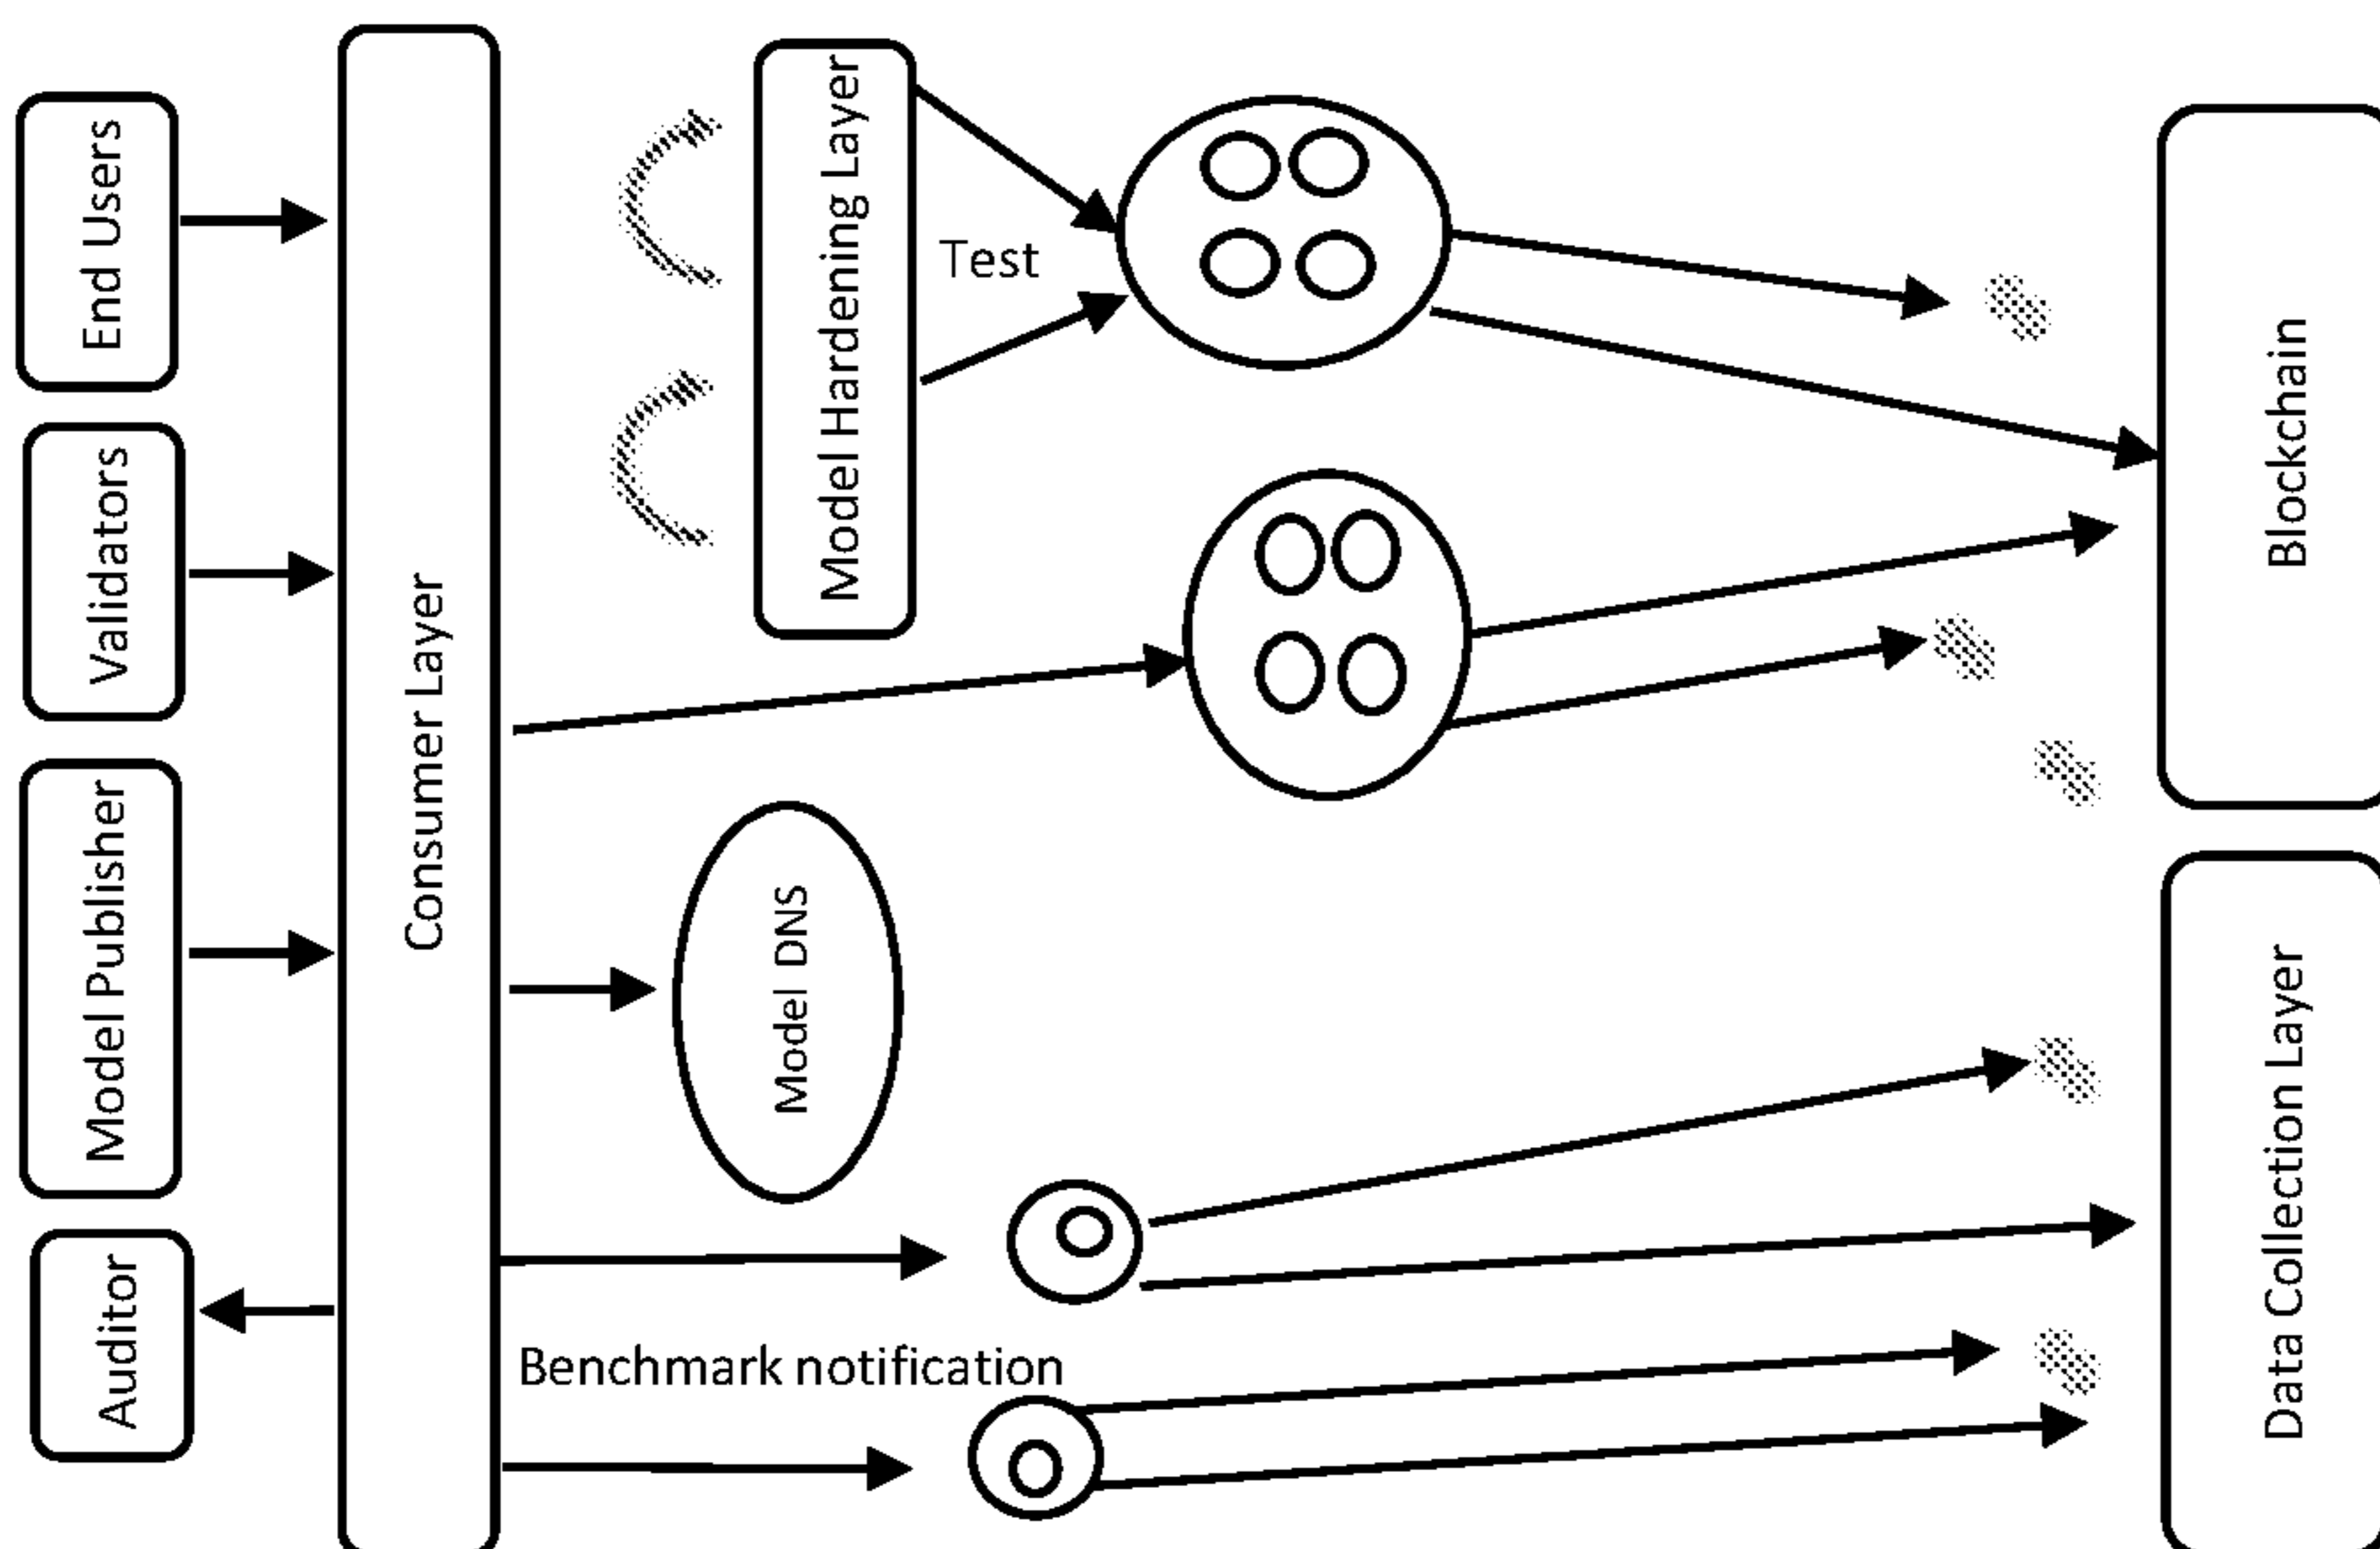 End Users
Validators
Model Publisher
Auditor
Consumer Layer
Model Hardening Layer
Test
Model DNS
Benchmark notification
Blockchain
Data Collection Layer